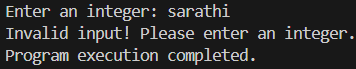 Enter an integer: sarathi
Invalid input! Please enter an integer.
Program execution completed.